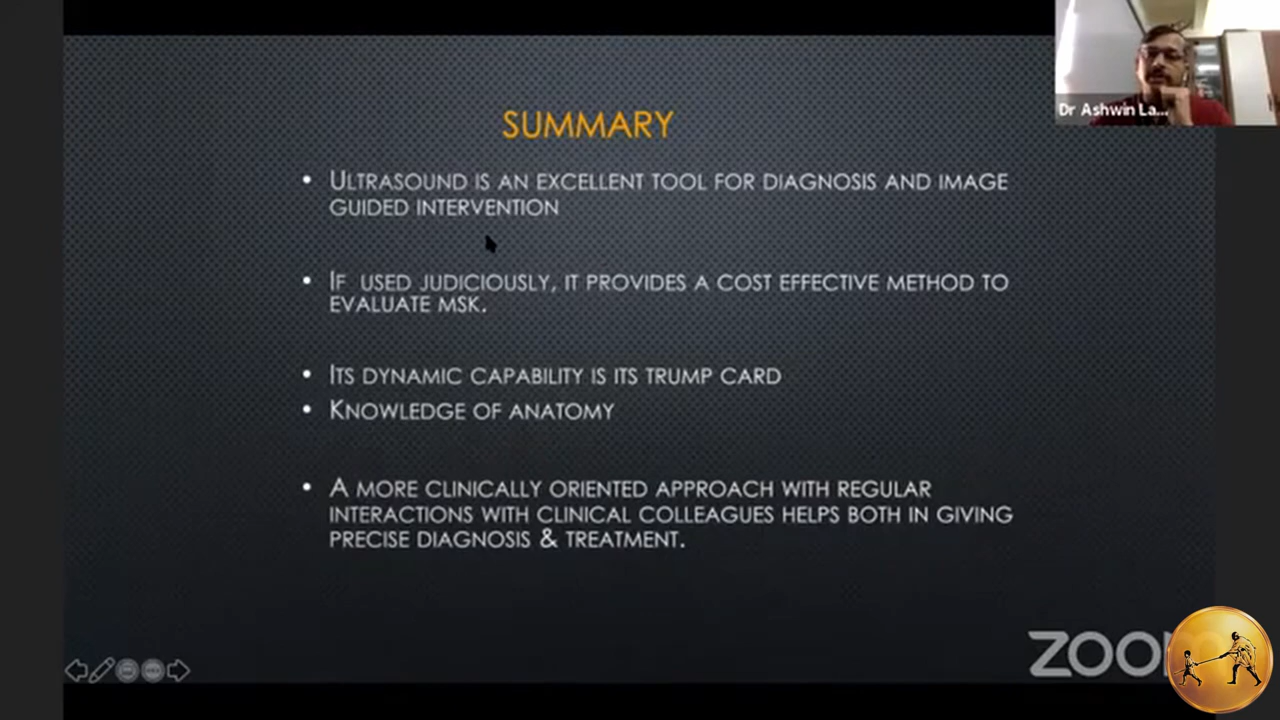 Dr Ashwin La...
SUMMARY
• ULTRASOUND IS AN EXCELLENT TOOL FOR DIAGNOSIS AND IMAGE
GUIDED INTERVENTION
• IF USED JUDICIOUSLY, IT PROVIDES A COST EFFECTIVE METHOD TO
EVALUATE MSK.
• ITS DYNAMIC CAPABILITY IS ITS TRUMP CARD
• KNOWLEDGE OF ANATOMY
• A MORE CLINICALLY ORIENTED APPROACH WITH REGULAR
INTERACTIONS WITH CLINICAL COLLEAGUES HELPS BOTH IN GIVING
PRECISE DIAGNOSIS & TREATMENT.
ZOOM